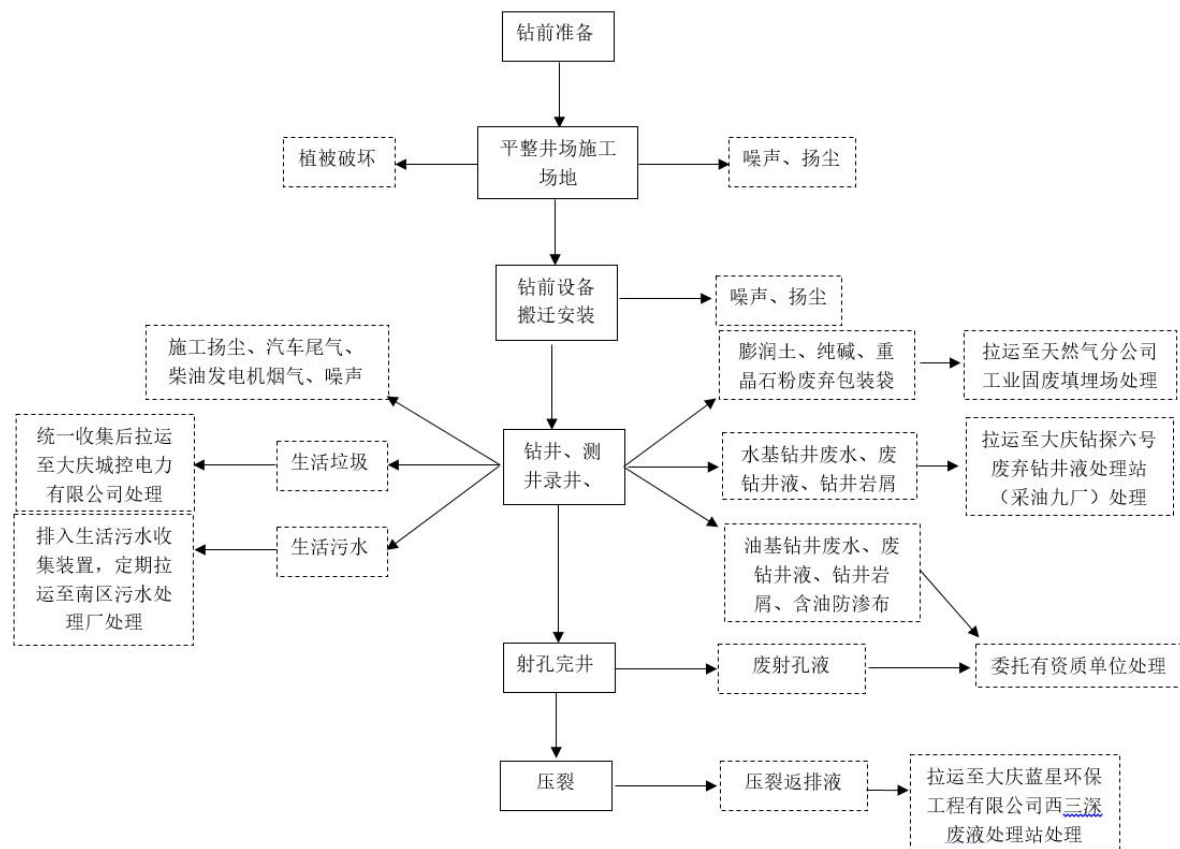 钻前准备
植被破坏
平整井场施工
场地
噪声、扬尘
钻前设备
搬迁安装
噪声、扬尘
施工扬尘、汽车尾气、
柴油发电机烟气、噪声
膨润土、纯碱、重
晶石粉废弃包装袋
拉运至天然气分公司
工业固废填埋场处理
统一收集后拉运
至大庆城控电力
有限公司处理
生活垃圾
钻井、测
井录井、
水基钻井废水、废
钻井液、钻井岩屑
拉运至大庆钻探六号
废弃钻井液处理站
（采油九厂）处理
排入生活污水收
集装置，定期拉
运至南区污水处
理厂处理
生活污水
油基钻井废水、废
钻井液、钻井岩
屑、含油防渗布
射孔完井
废射孔液
委托有资质单位处理
压裂
压裂返排液
拉运至大庆蓝星环保
工程有限公司西三深
废液处理站处理